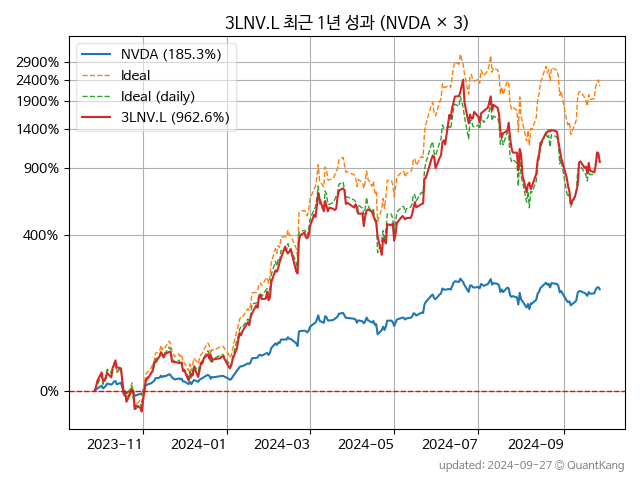 3LNV.L 최근 1년 성과 (NVDA × 3)
NVDA (185.3%)
Ideal
Ideal (daily)
3LNV.L (962.6%)
2900%
2400%
1900%
1400%
900%
400%
0%
2023-11 2024-01 2024-03 2024-05 2024-07 2024-09
updated: 2024-09-27 © QuantKang